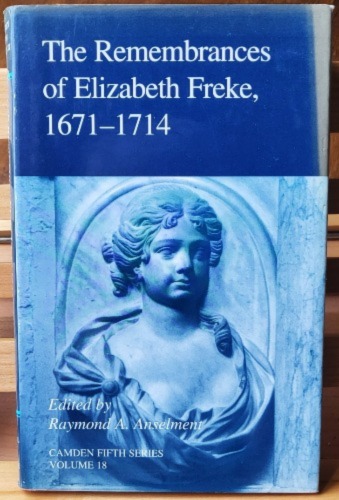 The Remembrances
of Elizabeth Freke,
1671–1714
Edited by
Raymond A. Anselment
CAMDEN FIFTH SERIES
VOLUME 18